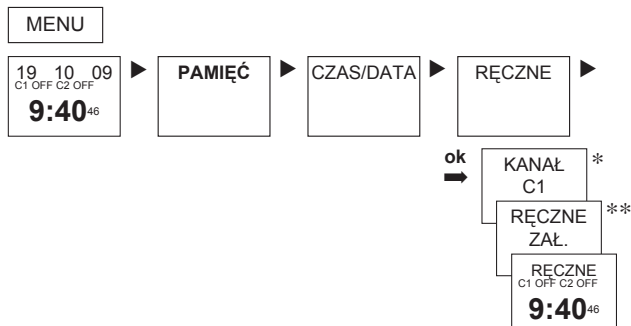 MENU
19 10 09
C1 OFF C2 OFF
9:40 46
PAMIĘĆ
CZAS/DATA
RĘCZNE
ok
KANAŁ *
C1
RĘCZNE **
ZAŁ.
RĘCZNE
C1 OFF C2 OFF
9:40 46